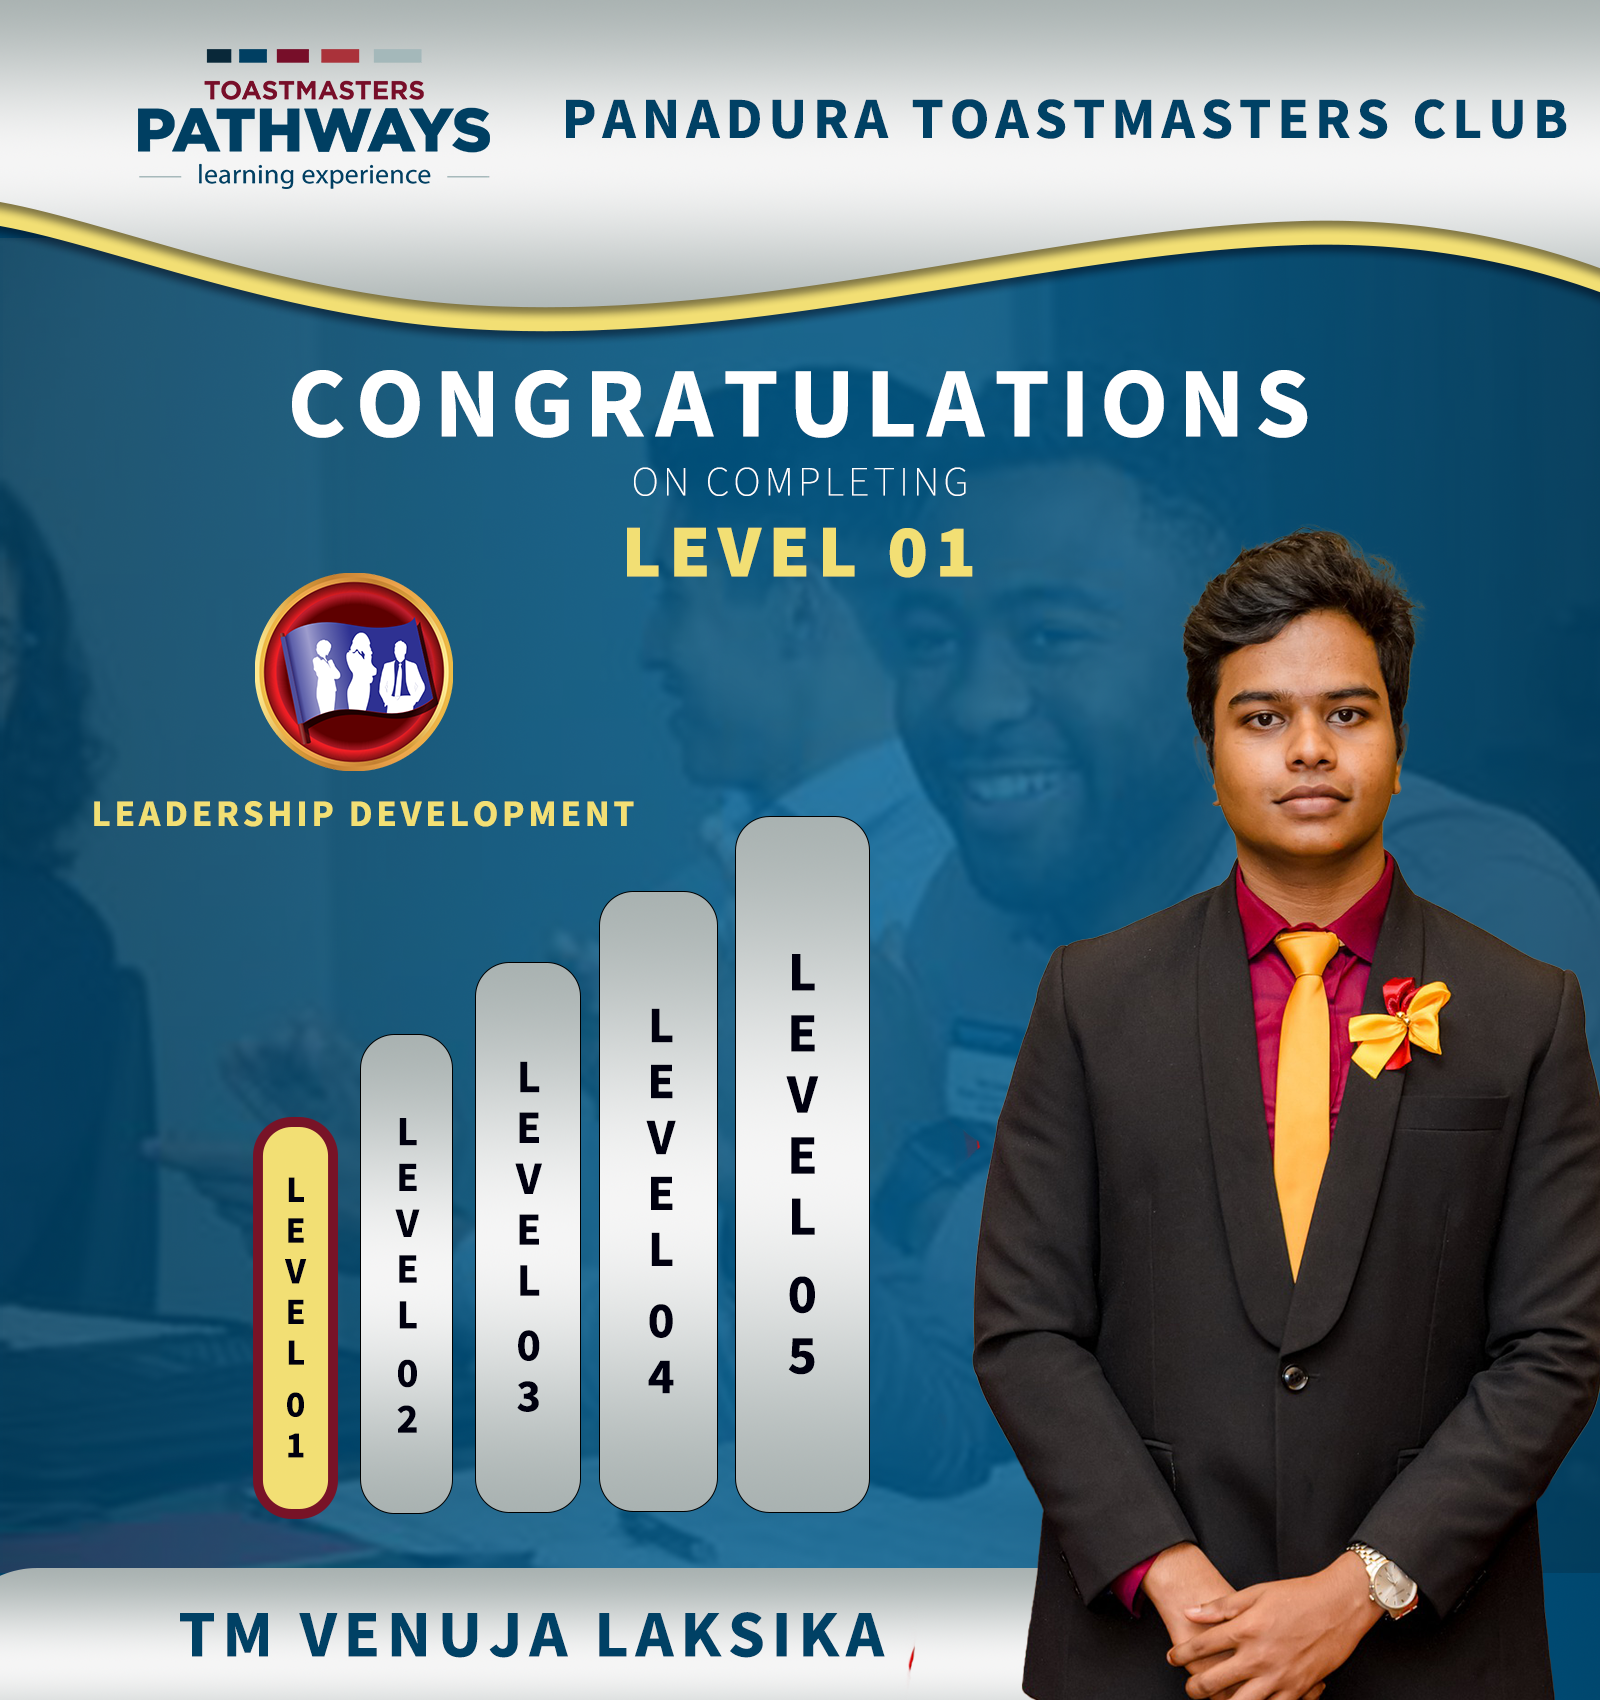 TOASTMASTERS
PATHWAYS
learning experience
PANADURA TOASTMASTERS CLUB
CONGRATULATIONS
ON COMPLETING
LEVEL 01
LEADERSHIP DEVELOPMENT
LEVEL 01
LEVEL 02
LEVEL 03
LEVEL 04
LEVEL 05
TM VENUJA LAKSIKA